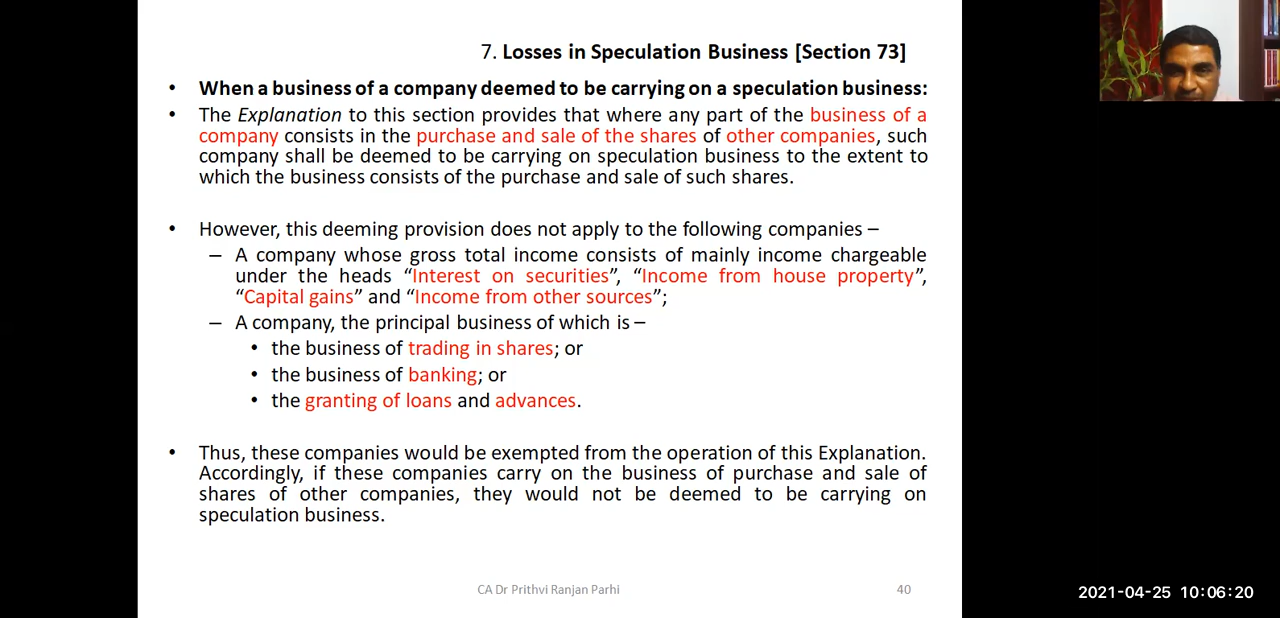 7. Losses in Speculation Business [Section 73]
• When a business of a company deemed to be carrying on a speculation business:
• The Explanation to this section provides that where any part of the business of a
company consists in the purchase and sale of the shares of other companies, such
company shall be deemed to be carrying on speculation business to the extent to
which the business consists of the purchase and sale of such shares.
• However, this deeming provision does not apply to the following companies –
– A company whose gross total income consists of mainly income chargeable
under the heads “Interest on securities”, “Income from house property”,
“Capital gains” and “Income from other sources”;
– A company, the principal business of which is –
• the business of trading in shares; or
• the business of banking; or
• the granting of loans and advances.
• Thus, these companies would be exempted from the operation of this Explanation.
Accordingly, if these companies carry on the business of purchase and sale of
shares of other companies, they would not be deemed to be carrying on
speculation business.
CA Dr Prithvi Ranjan Parhi
40
2021-04-25 10:06:20